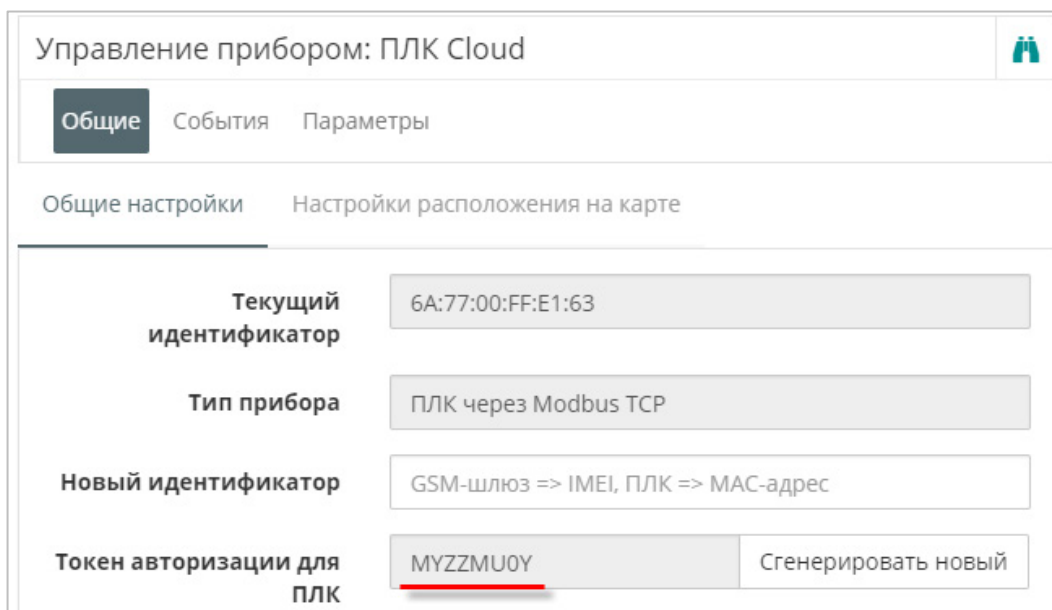 Управление прибором: ПЛК Cloud
Общие События Параметры
Общие настройки Настройки расположения на карте
Текущий идентификатор 6A:77:00:FF:E1:63
Тип прибора ПЛК через Modbus TCP
Новый идентификатор GSM-шлюз => IMEI, ПЛК => MAC-адрес
Токен авторизации для ПЛК MYZZMU0Y Сгенерировать новый